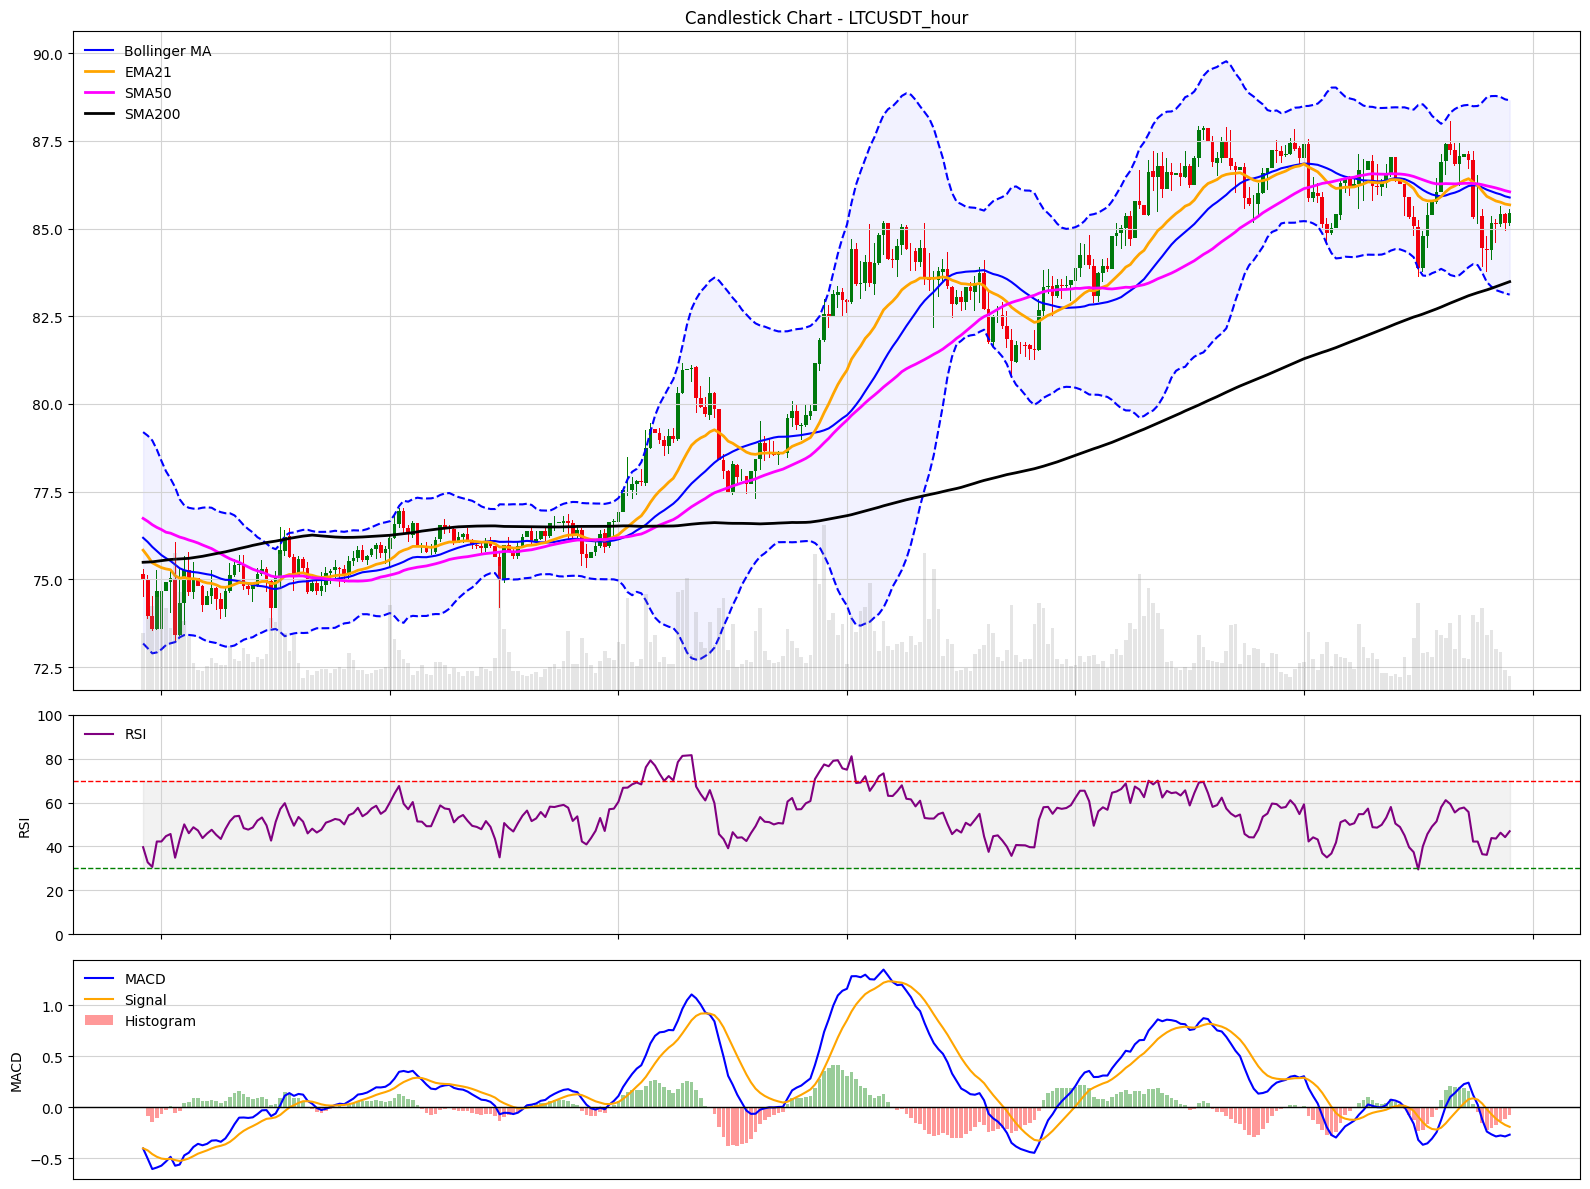 Candlestick Chart - LTCUSDT_hour
Bollinger MA
EMA21
SMA50
SMA200
90.0
87.5
85.0
82.5
80.0
77.5
75.0
72.5
RSI
100
80
60
40
20
0
RSI
MACD
Signal
Histogram
1.0
0.5
0.0
−0.5
MACD